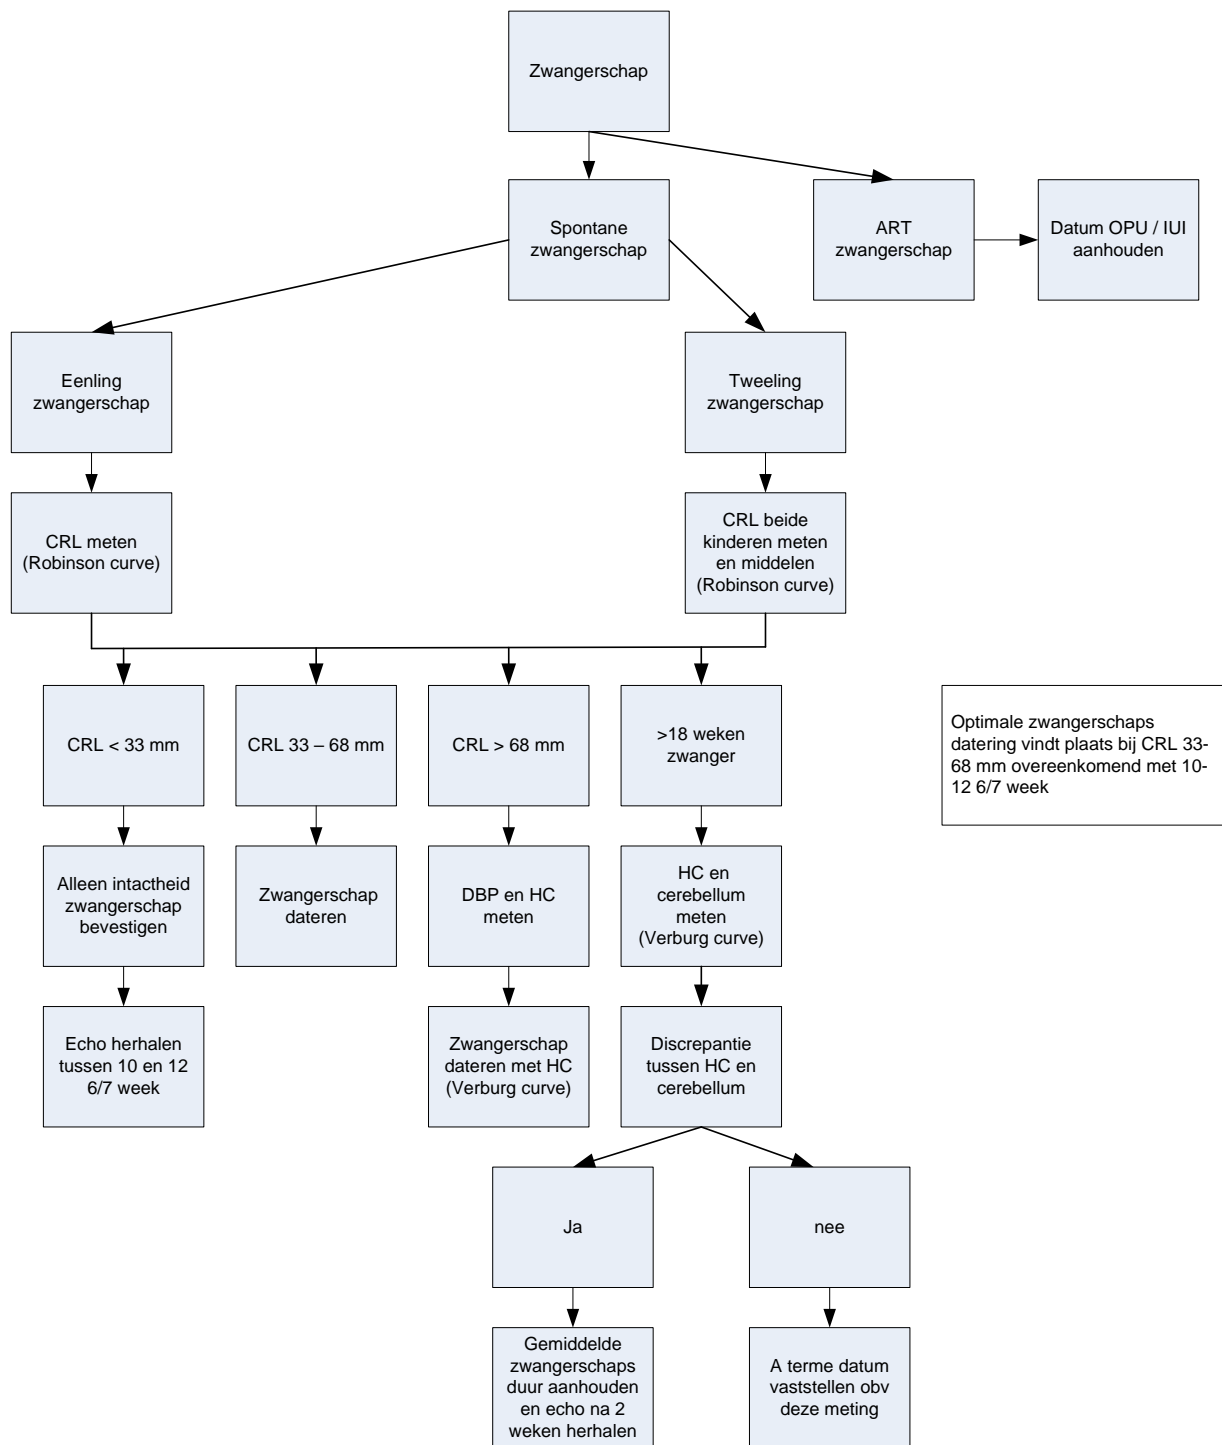 Zwangerschap
Spontane
zwangerschap
ART
zwangerschap
Datum OPU / IUI
aanhouden
Eenling
zwangerschap
Tweeling
zwangerschap
CRL meten
(Robinson curve)
CRL beide
kinderen meten
en middelen
(Robinson curve)
CRL < 33 mm
CRL 33 – 68 mm
CRL > 68 mm
>18 weken
zwanger
Optimale zwangerschaps
datering vindt plaats bij CRL 33-
68 mm overeenkomend met 10-
12 6/7 week
Alleen intactheid
zwangerschap
bevestigen
Zwangerschap
dateren
DBP en HC
meten
HC en
cerebellum
meten
(Verburg curve)
Echo herhalen
tussen 10 en 12
6/7 week
Zwangerschap
dateren met HC
(Verburg curve)
Discrepantie
tussen HC en
cerebellum
Ja
nee
Gemiddelde
zwangerschaps
duur aanhouden
en echo na 2
weken herhalen
A terme datum
vaststellen obv
deze meting